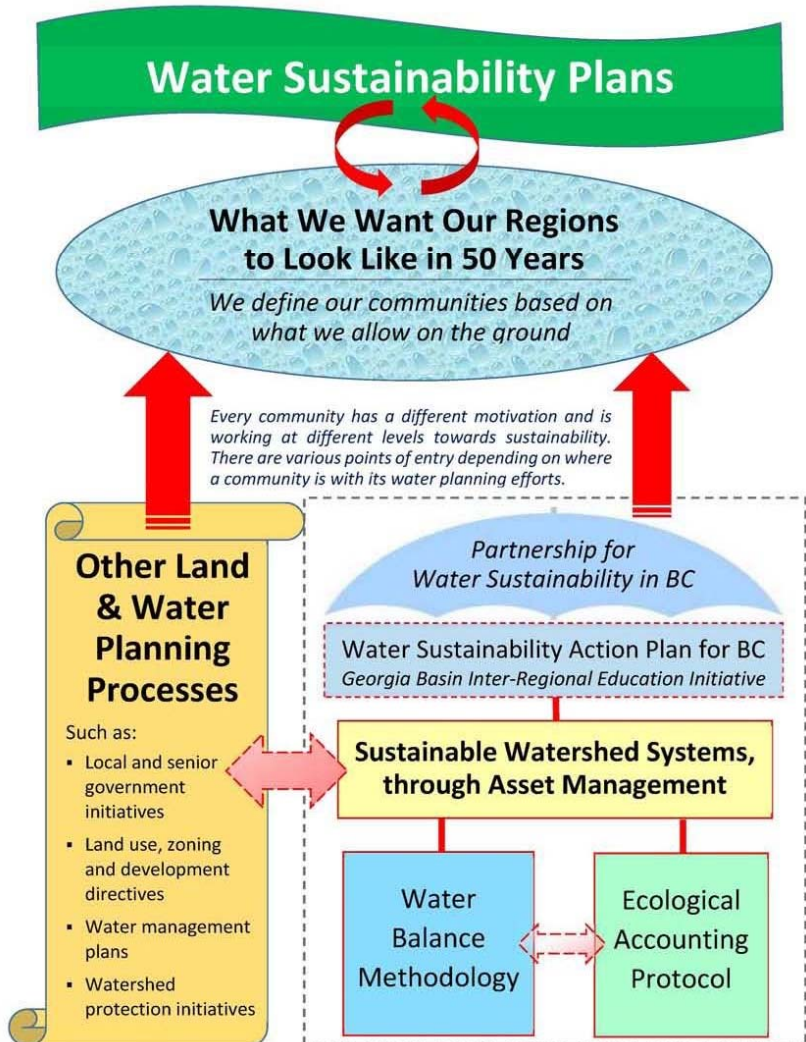 Water Sustainability Plans
What We Want Our Regions
to Look Like in 50 Years
We define our communities based on
what we allow on the ground
Every community has a different motivation and is
working at different levels towards sustainability.
There are various points of entry depending on where
a community is with its water planning efforts.
Other Land
& Water
Planning
Processes
Such as:
▪ Local and senior
government
initiatives
▪ Land use, zoning
and development
directives
▪ Water management
plans
▪ Watershed
protection initiatives
Partnership for
Water Sustainability in BC
Water Sustainability Action Plan for BC
Georgia Basin Inter-Regional Education Initiative
Sustainable Watershed Systems,
through Asset Management
Water
Balance
Methodology
Ecological
Accounting
Protocol